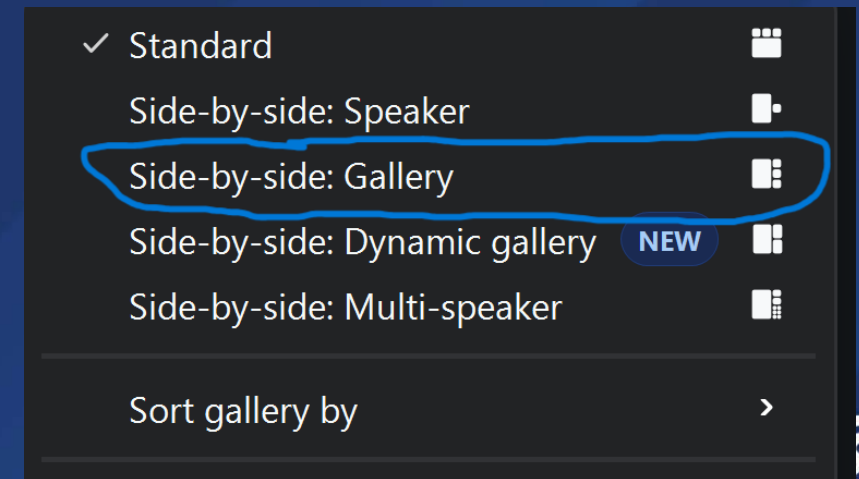 Standard
Side-by-side: Speaker
Side-by-side: Gallery
Side-by-side: Dynamic gallery NEW
Side-by-side: Multi-speaker
Sort gallery by